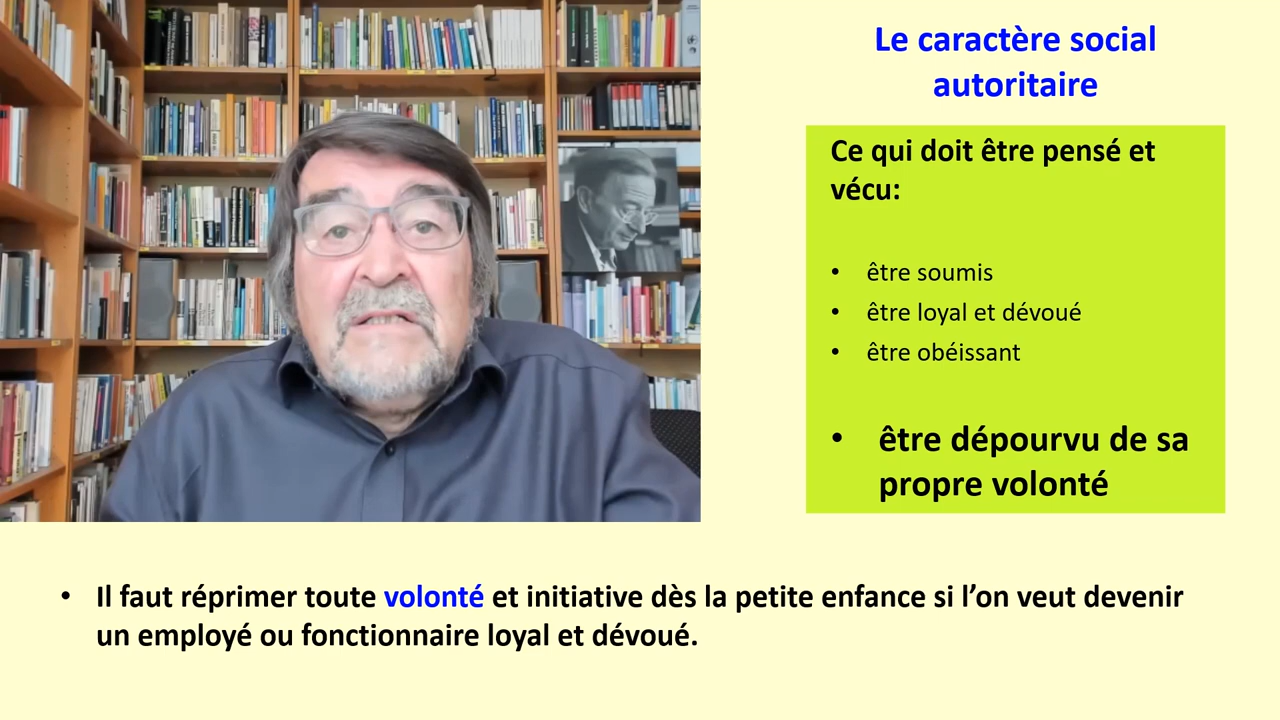 Le caractère social
autoritaire
Ce qui doit être pensé et
vécu:
• être soumis
• être loyal et dévoué
• être obéissant
• être dépourvu de sa
propre volonté
• Il faut réprimer toute volonté et initiative dès la petite enfance si l’on veut devenir
un employé ou fonctionnaire loyal et dévoué.